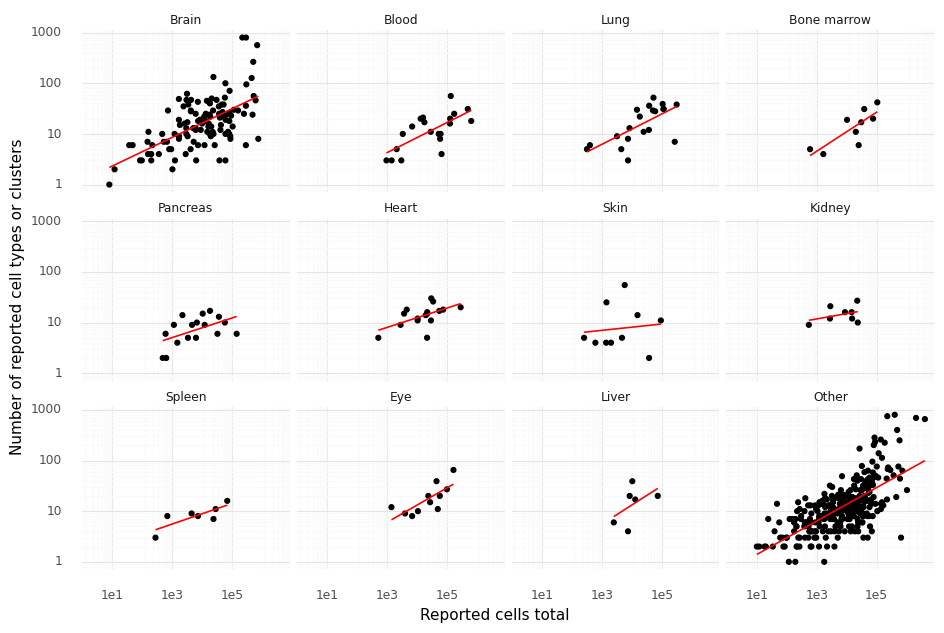 Brain Blood Lung Bone marrow
1000
100
10
1
Pancreas Heart Skin Kidney
1000
100
10
1
Spleen Eye Liver Other
1000
100
10
1
1e1 1e3 1e5 1e1 1e3 1e5 1e1 1e3 1e5 1e1 1e3 1e5
Reported cells total
Number of reported cell types or clusters